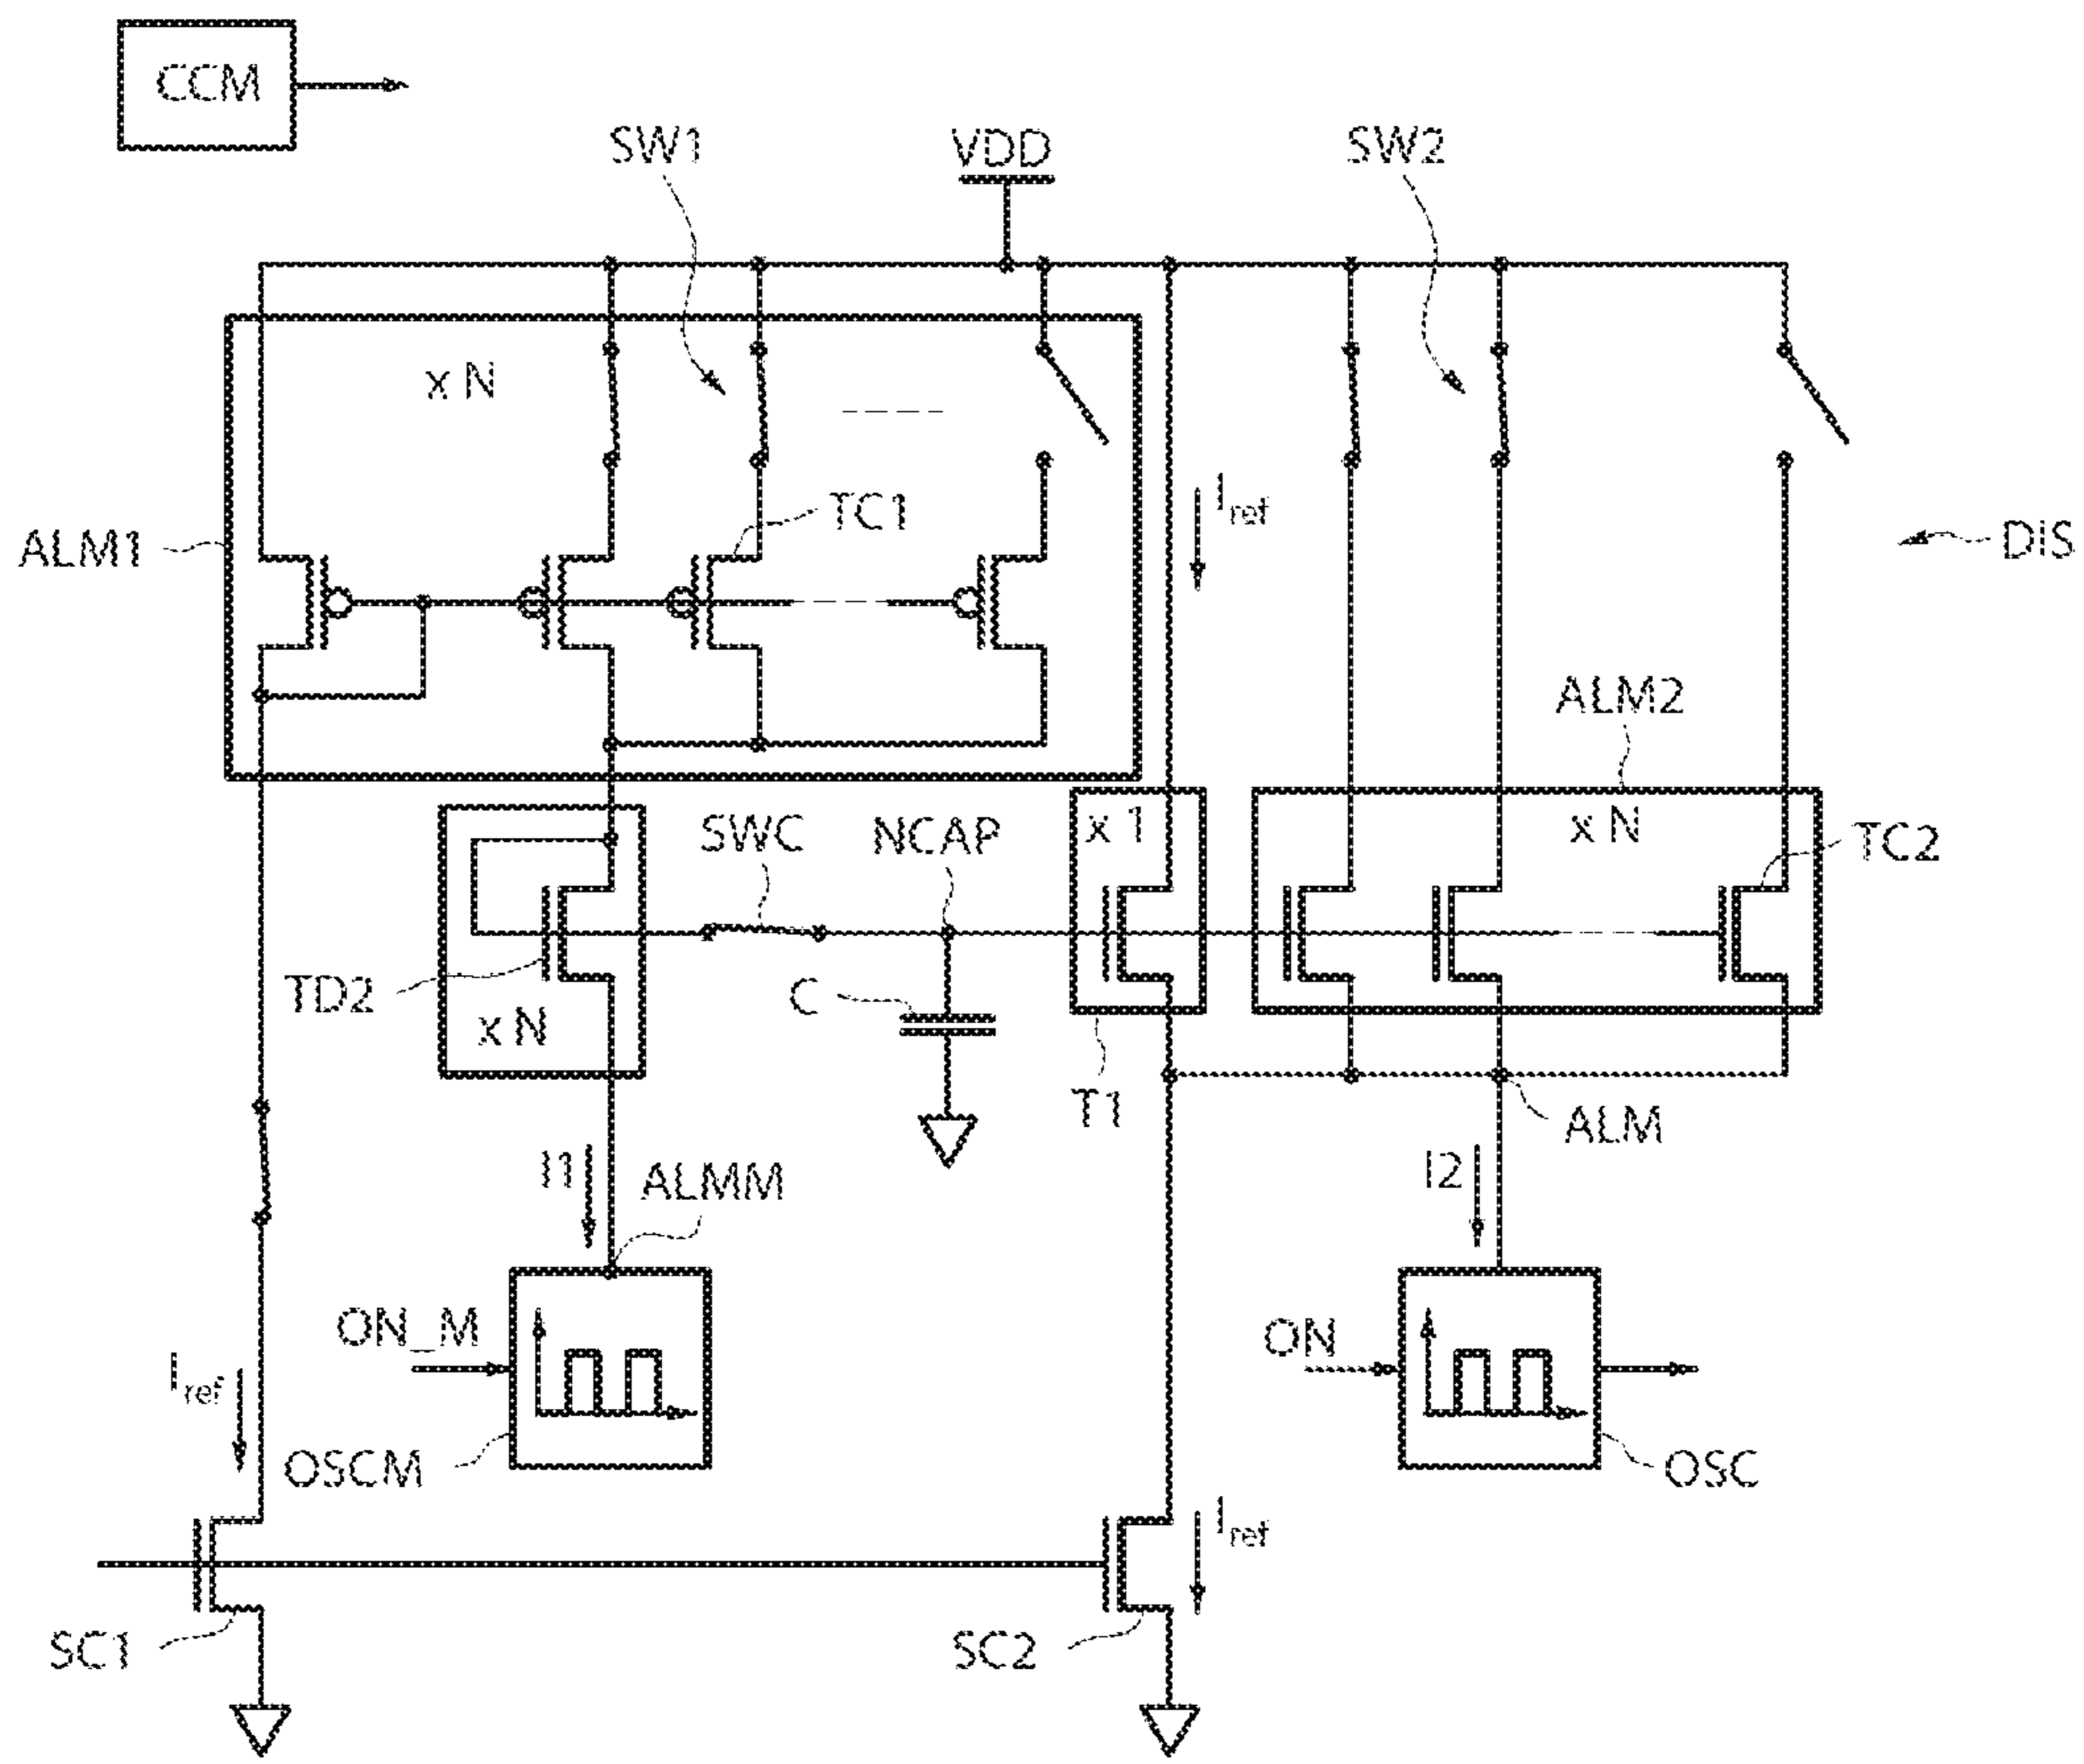 CCM
SW1
VDD
SW2
x N
TC1
Iref
ALM1
DIS
ALM2
x N
SWC
NCAP
x 1
TC2
TD2
C
x N
T1
ALM
I1
ALMM
I2
ON_M
ON
Iref
OSCM
OSC
Iref
SC1
SC2